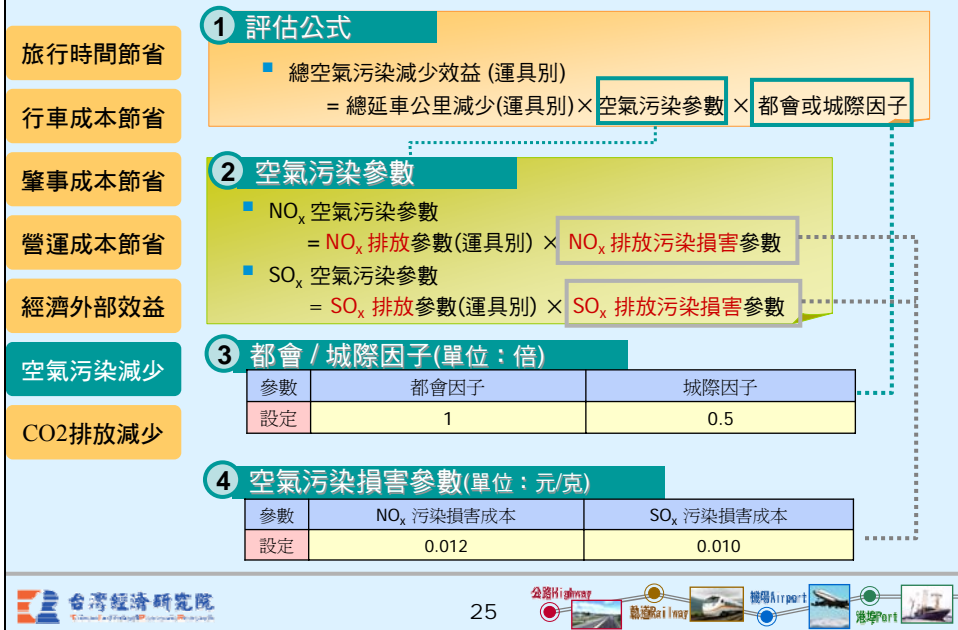 旅行時間節省
行車成本節省
肇事成本節省
營運成本節省
經濟外部效益
空氣污染減少
CO2排放減少
1 評估公式
總空氣污染減少效益 (運具別)
= 總延車公里減少(運具別)× 空氣污染參數 × 都會或城際因子
2 空氣污染參數
NOx 空氣污染參數
= NOx 排放參數(運具別) × NOx 排放污染損害參數
SOx 空氣污染參數
= SOx 排放參數(運具別) × SOx 排放污染損害參數
3 都會 / 城際因子(單位：倍)
參數 都會因子 城際因子
設定 1 0.5
4 空氣污染損害參數(單位：元/克)
參數 NOx 污染損害成本 SOx 污染損害成本
設定 0.012 0.010
台灣經濟研究院
25
公路Highway
軌道Railway
機場Airport
港埠Port